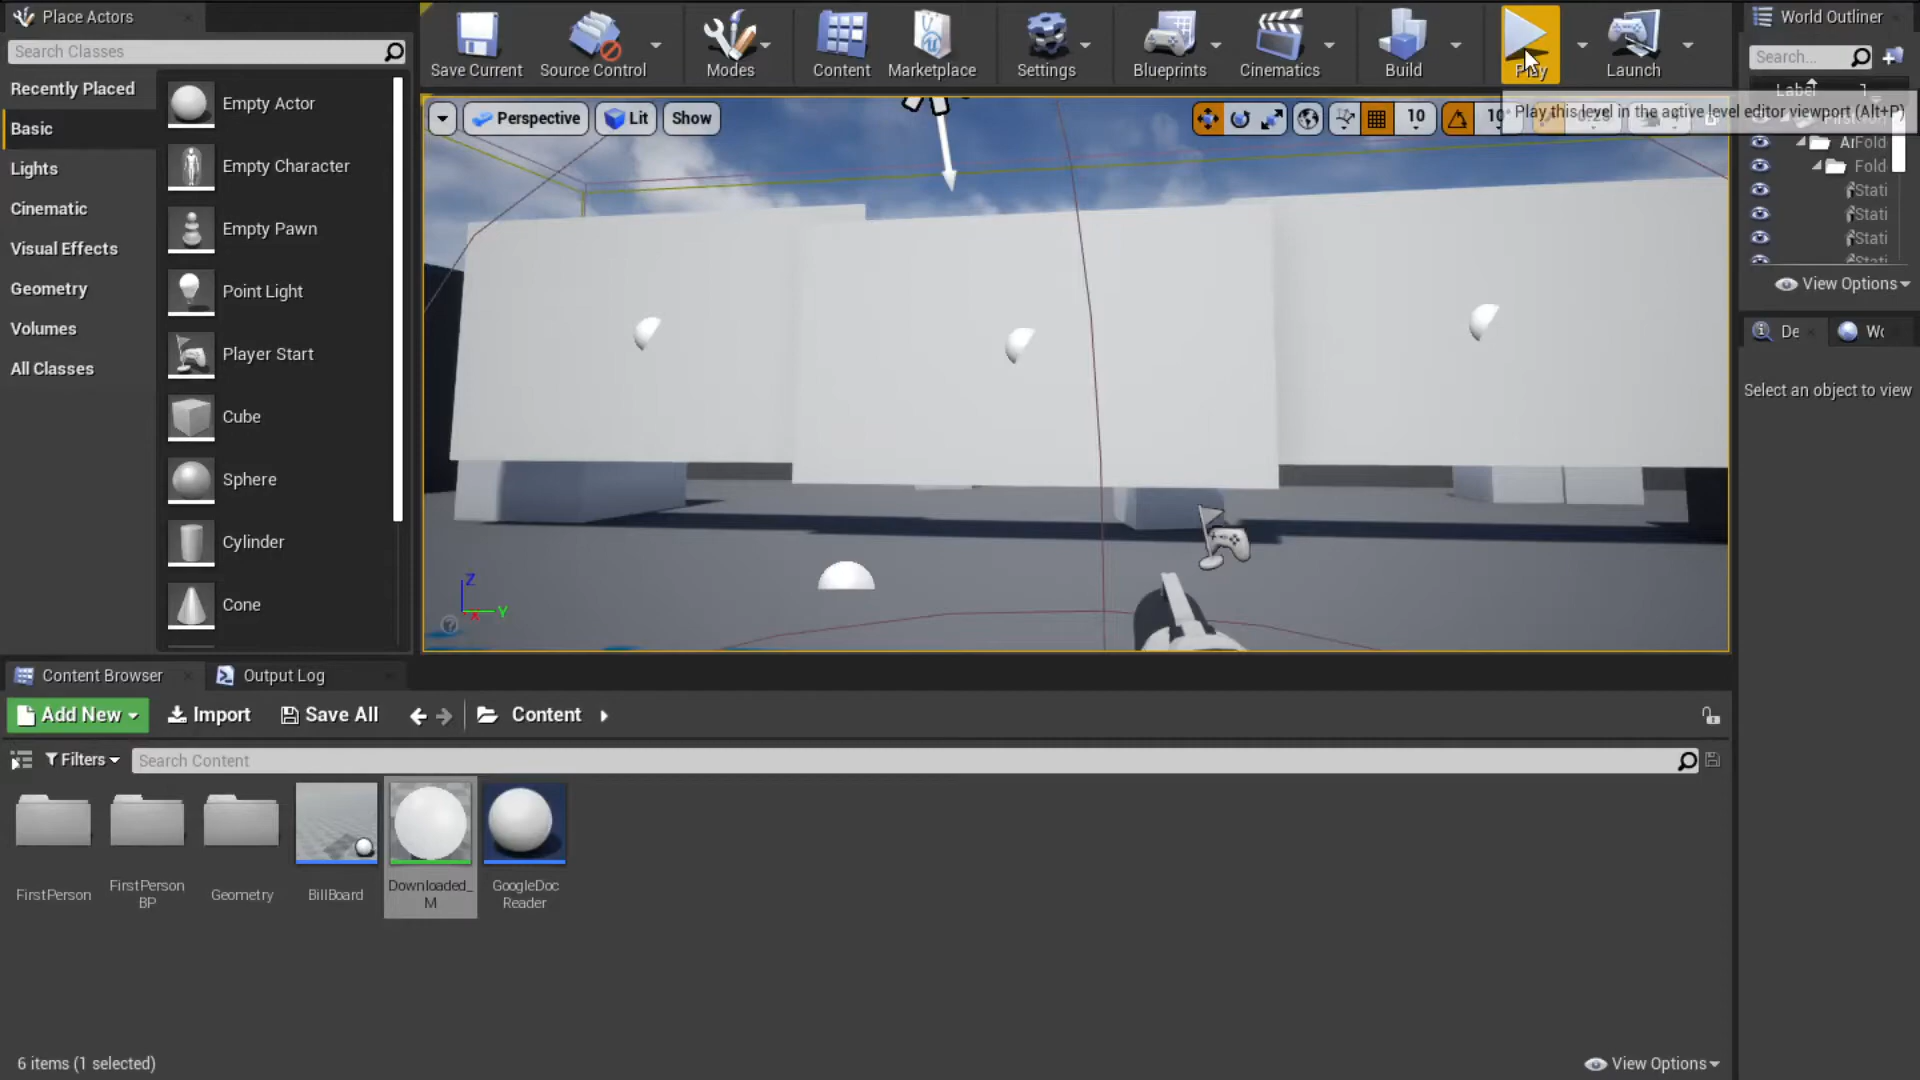 Place Actors
Search Classes
Recently Placed
Basic
Lights
Cinematic
Visual Effects
Geometry
Volumes
All Classes
Empty Actor
Empty Character
Empty Pawn
Point Light
Player Start
Cube
Sphere
Cylinder
Cone
Save Current
Source Control
Modes
Content
Marketplace
Settings
Blueprints
Cinematics
Build
Play
Launch
Perspective
Lit
Show
10
10
Play this level in the active level editor viewport (Alt+P)
Z
Y
X
World Outliner
Search...
Label
Fold
Stati
Stati
Stati
Stati
View Options
De
Wo
Select an object to view
Content Browser
Output Log
Add New
Import
Save All
Content
Filters
Search Content
FirstPerson
FirstPerson
BP
Geometry
BillBoard
Downloaded_
M
GoogleDoc
Reader
6 items (1 selected)
View Options